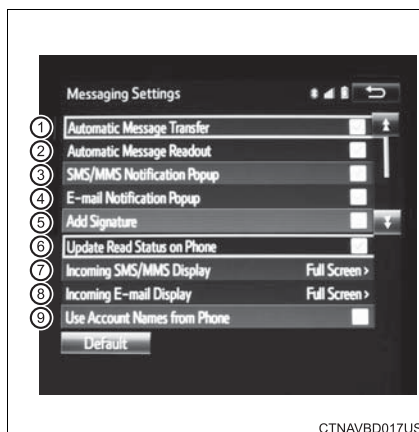 Messaging Settings
1 Automatic Message Transfer
2 Automatic Message Readout
3 SMS/MMS Notification Popup
4 E-mail Notification Popup
5 Add Signature
6 Update Read Status on Phone
7 Incoming SMS/MMS Display Full Screen >
8 Incoming E-mail Display Full Screen >
9 Use Account Names from Phone
Default
CTNAVBD017US